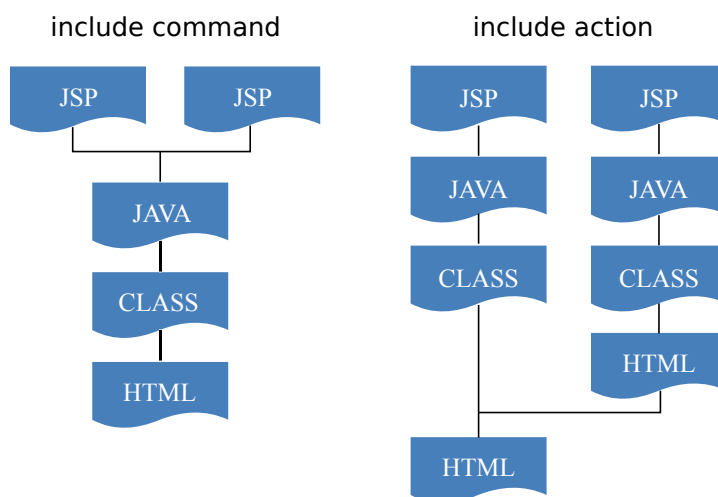 include command
include action
JSP
JSP
JSP
JSP
JAVA
JAVA
JAVA
CLASS
CLASS
CLASS
HTML
HTML
HTML